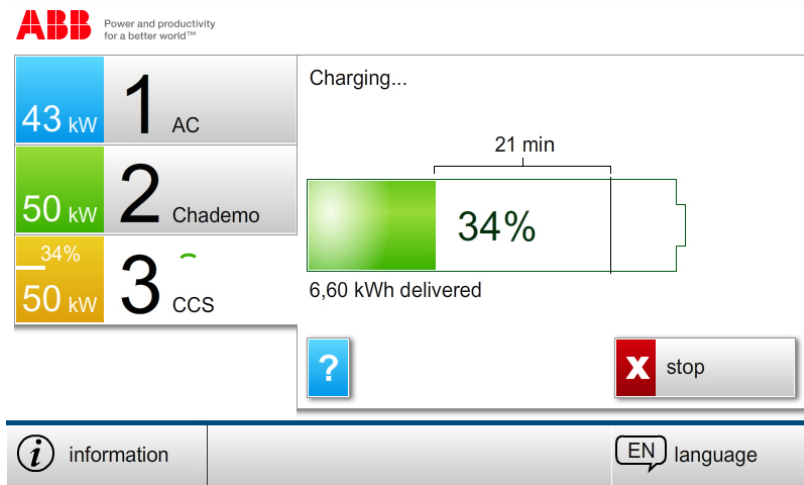 ABB
Power and productivity
for a better world™
43 kW 1 AC
50 kW 2 Chademo
34%
50 kW 3 CCS
Charging...
21 min
34%
6,60 kWh delivered
?
X stop
i information
EN language